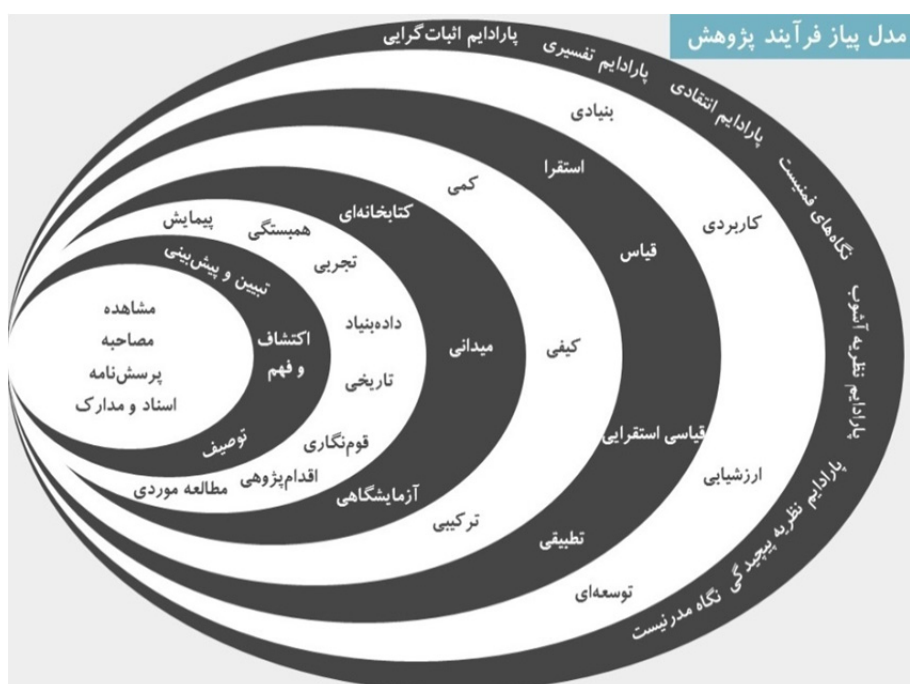 مدل پیاز فرآیند پژوهش
پارادایم اثبات‌گرایی
پارادایم تفسیری
پارادایم انتقادی
نگاه‌های فمنیست
پارادایم نظریه آشوب
پارادایم نظریه پیچیدگی
نگاه مدرنیست
بنیادی
کاربردی
ارزشیابی
توسعه‌ای
استقرا
قیاس
قیاسی استقرایی
تطبیقی
کمی
کیفی
ترکیبی
کتابخانه‌ای
میدانی
آزمایشگاهی
پیمایش
همبستگی
تجربی
داده‌بنیاد
تاریخی
قوم‌نگاری
اقدام‌پژوهی
مطالعه موردی
تبیین و پیش‌بینی
اکتشاف
و فهم
توصیف
مشاهده
مصاحبه
پرسش‌نامه
اسناد و مدارک